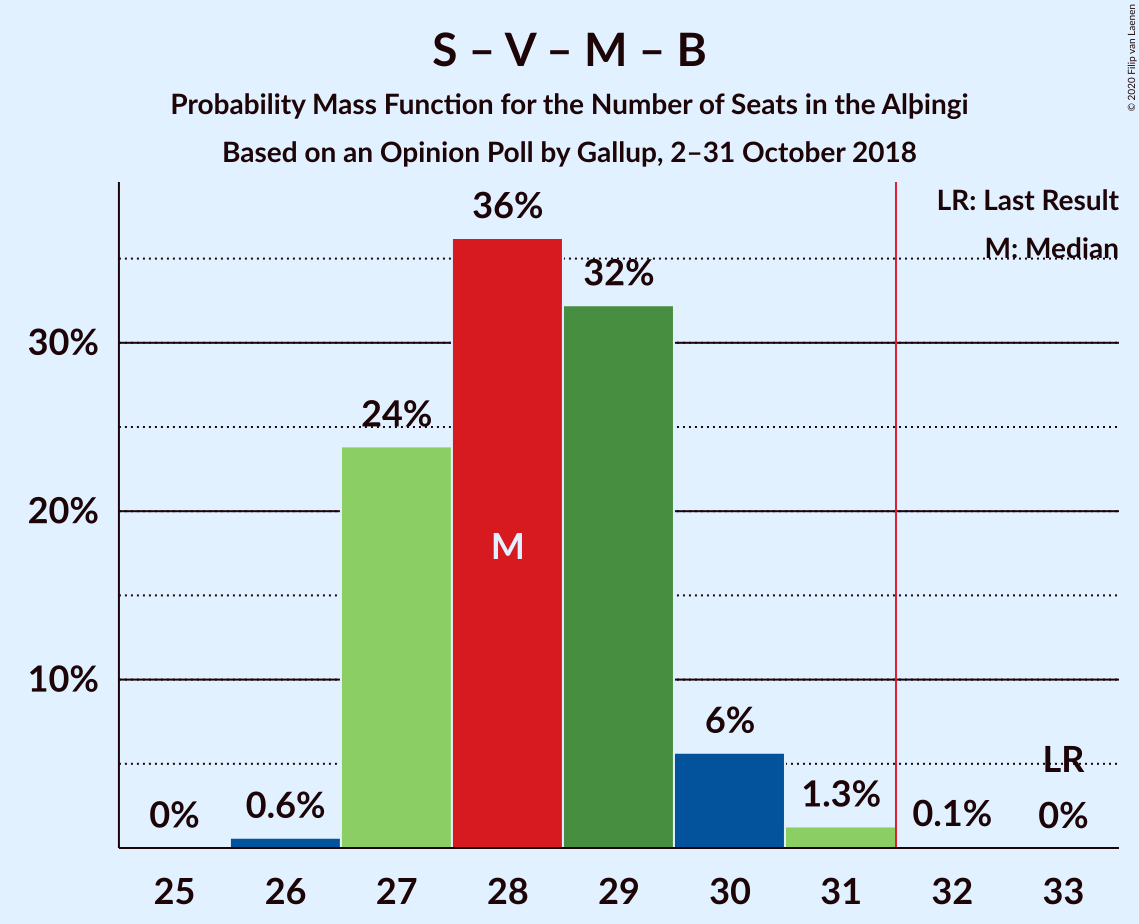 S – V – M – B
Probability Mass Function for the Number of Seats in the Alþingi
Based on an Opinion Poll by Gallup, 2–31 October 2018
© 2020 Filip van Laenen
LR: Last Result
M: Median
36%
32%
30%
24%
20%
M
10%
6%
LR
0%
0.6%
1.3%
0.1%
0%
25 26 27 28 29 30 31 32 33